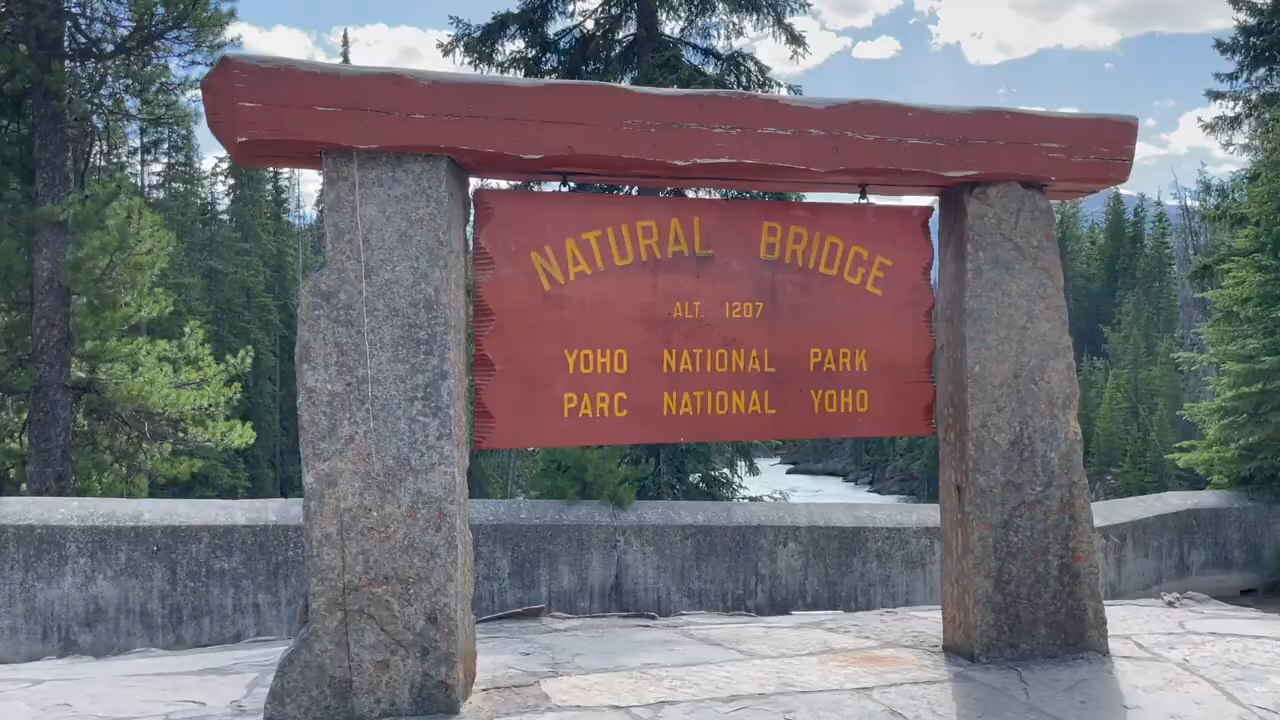 NATURAL BRIDGE
ALT. 1207
YOHO NATIONAL PARK
PARC NATIONAL YOHO